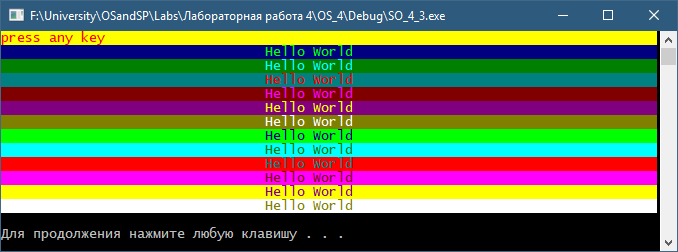 F:\University\OSandSP\Labs\Лабораторная работа 4\OS_4\Debug\SO_4_3.exe
press any key
Hello World
Hello World
Hello World
Hello World
Hello World
Hello World
Hello World
Hello World
Hello World
Hello World
Hello World
Hello World
Для продолжения нажмите любую клавишу . . .